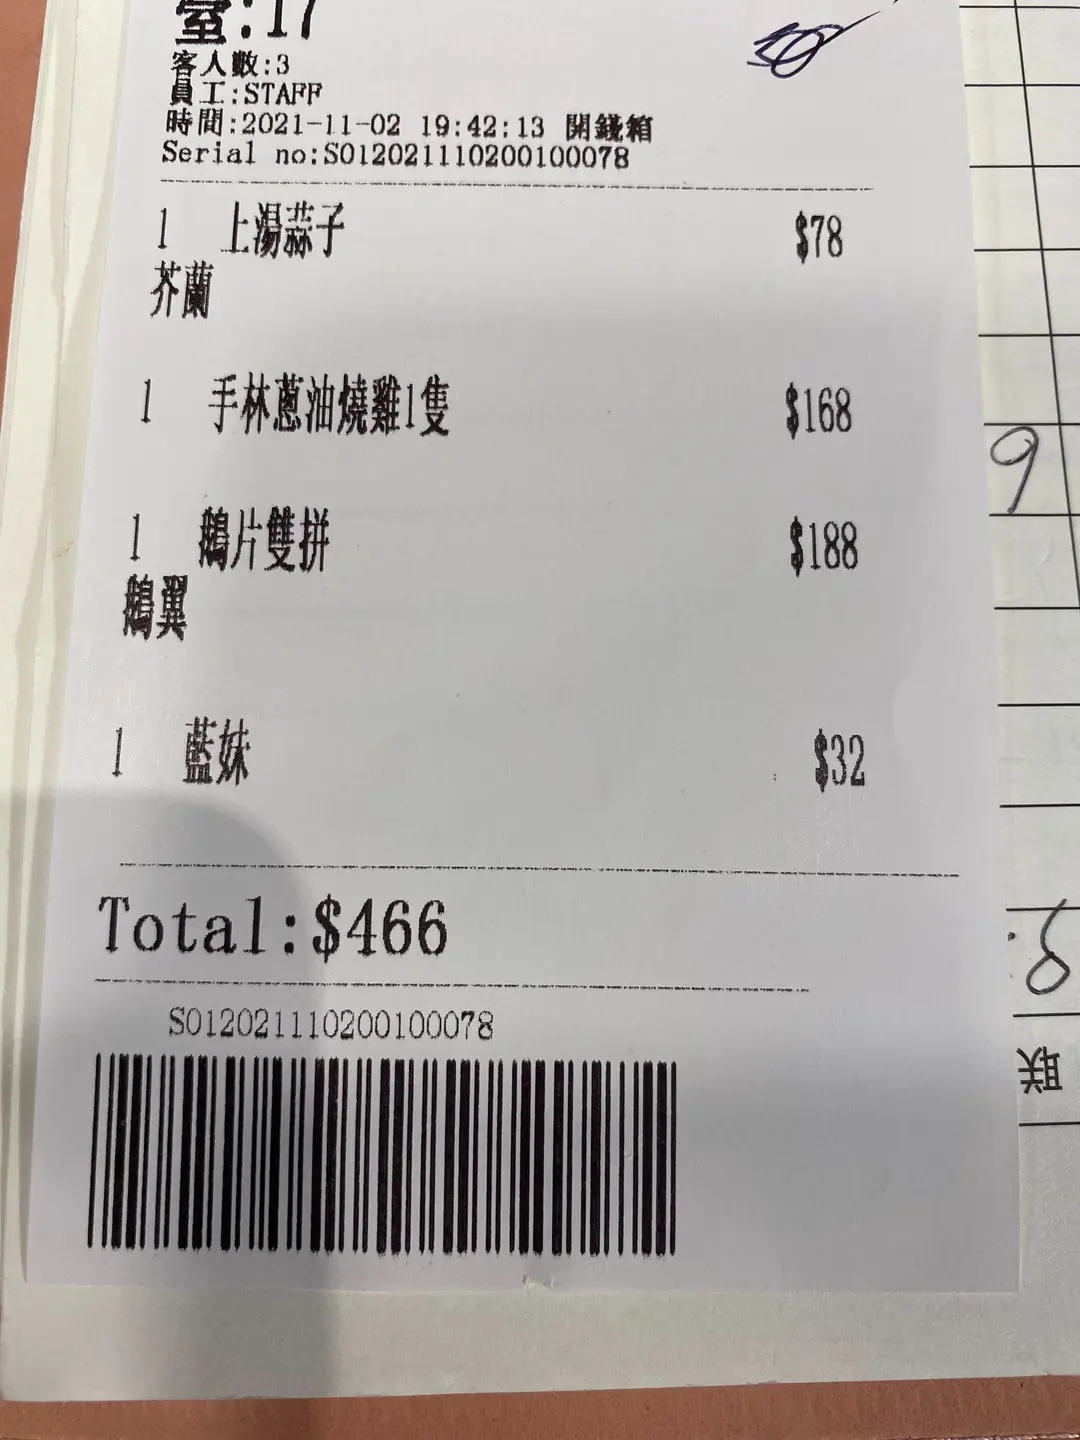 臺:17
客人數:3
員工:STAFF
時間:2021-11-02 19:42:13 開錢箱
Serial no:S012021110200100078
1 上湯蒜子 $78
芥蘭
1 手林蔥油燒雞1隻 $168
1 鵝片雙拼 $188
鵝翼
1 藍妹 $32
Total:$466
S012021110200100078
9
8
联